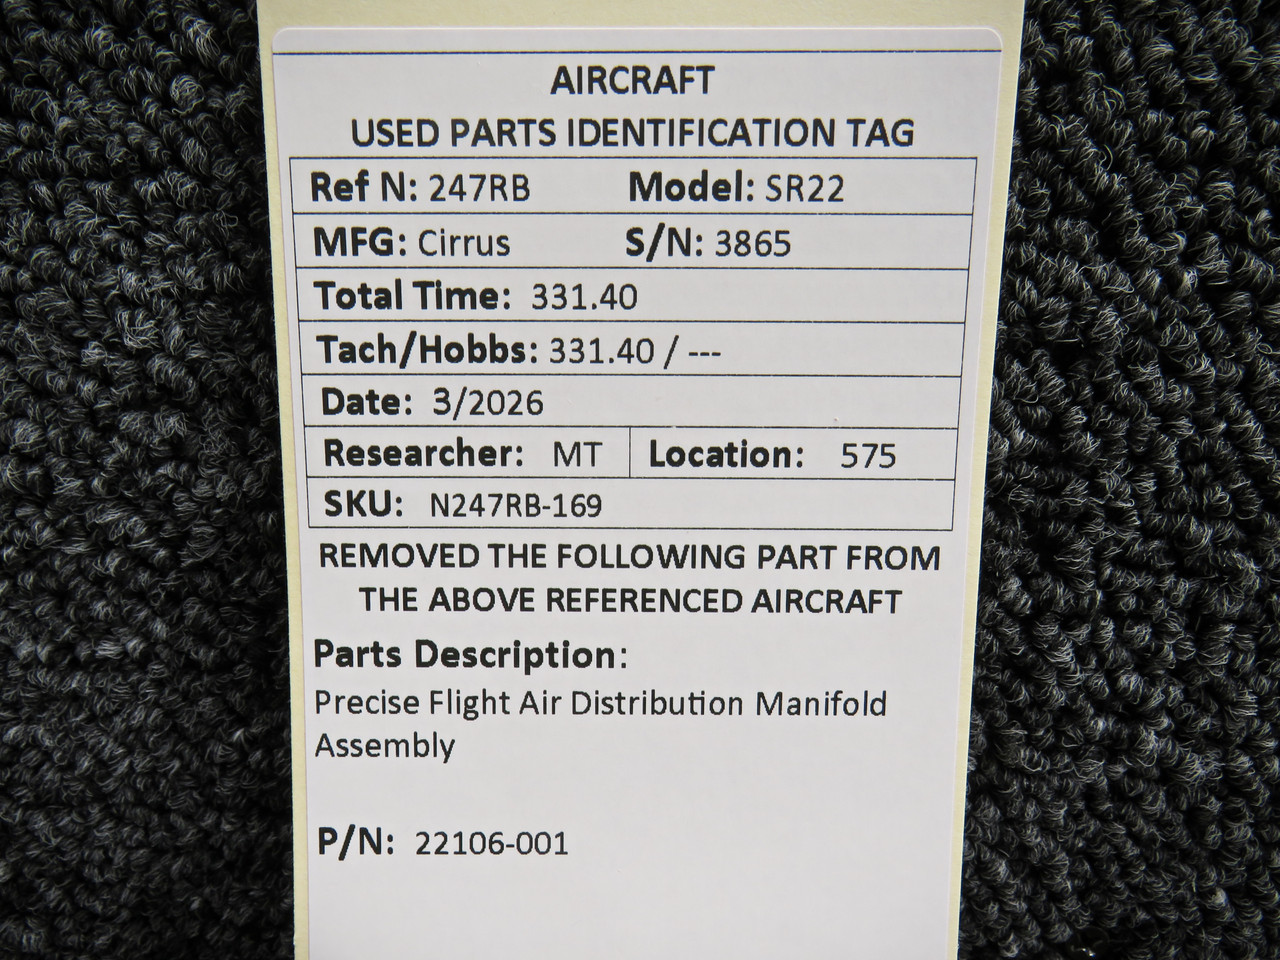 AIRCRAFT
USED PARTS IDENTIFICATION TAG
Ref N: 247RB Model: SR22
MFG: Cirrus S/N: 3865
Total Time: 331.40
Tach/Hobbs: 331.40 / ---
Date: 3/2026
Researcher: MT Location: 575
SKU: N247RB-169
REMOVED THE FOLLOWING PART FROM
THE ABOVE REFERENCED AIRCRAFT
Parts Description:
Precise Flight Air Distribution Manifold
Assembly
P/N: 22106-001